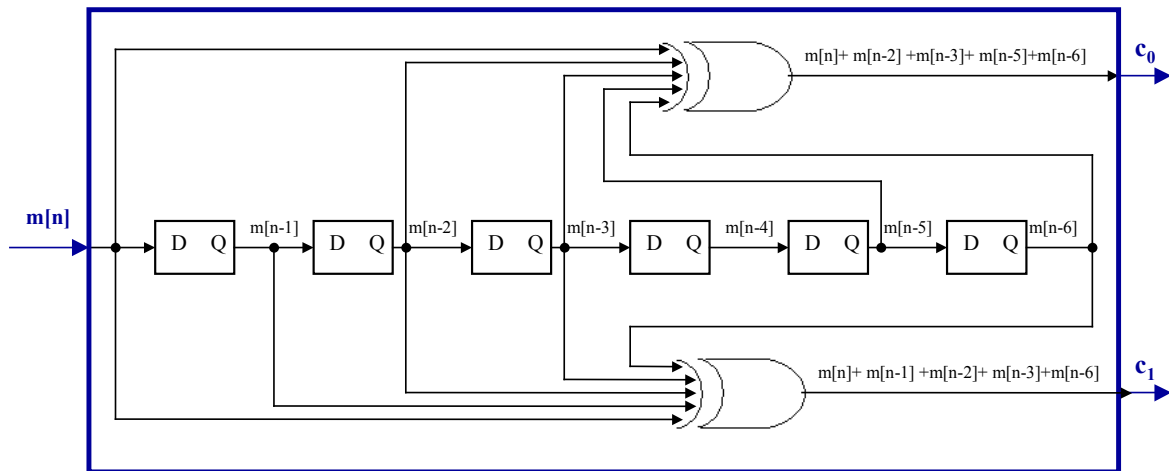 m[n]+ m[n-2] +m[n-3]+ m[n-5]+m[n-6]
c0
m[n]
D Q
m[n-1]
D Q
m[n-2]
D Q
m[n-3]
D Q
m[n-4]
D Q
m[n-5]
D Q
m[n-6]
m[n]+ m[n-1] +m[n-2]+ m[n-3]+m[n-6]
c1